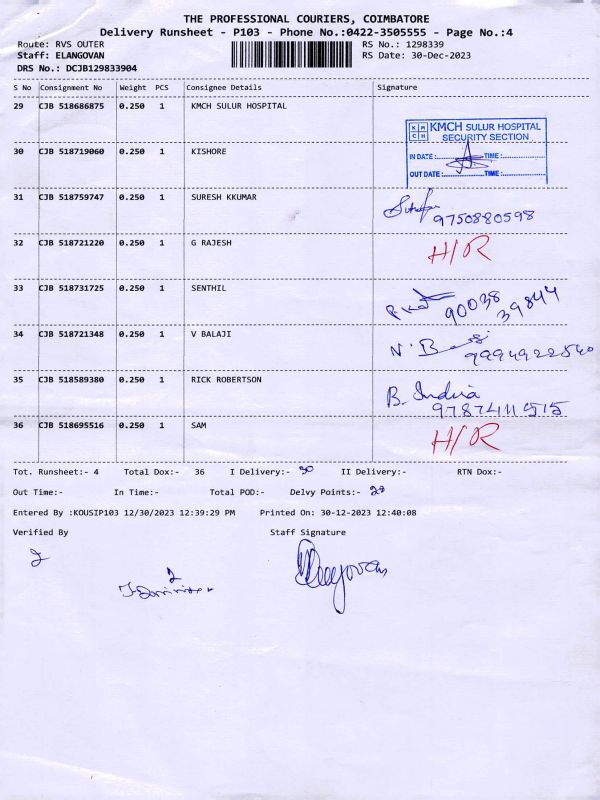 THE PROFESSIONAL COURIERS, COIMBATORE
Delivery Runsheet - P103 - Phone No.:0422-3505555 - Page No.:4
Route: RVS OUTER RS No.: 1298339
Staff: ELANGOVAN RS Date: 30-Dec-2023
DRS No.: DCJB129833904
S No Consignment No Weight PCS Consignee Details Signature
29 CJB 518686875 0.250 1 KMCH SULUR HOSPITAL
KMCH KMCH SULUR HOSPITAL
SECURITY SECTION
30 CJB 518719060 0.250 1 KISHORE
IN DATE : TIME :
OUT DATE : TIME :
31 CJB 518759747 0.250 1 SURESH KKUMAR
9750880598
32 CJB 518721220 0.250 1 G RAJESH H/R
33 CJB 518731725 0.250 1 SENTHIL
90038 39844
34 CJB 518721348 0.250 1 V BALAJI
9994922540
35 CJB 518589380 0.250 1 RICK ROBERTSON B. Indira
9787411515
36 CJB 518695516 0.250 1 SAM H/R
Tot. Runsheet:- 4 Total Dox:- 36 I Delivery:- 30 II Delivery:- RTN Dox:-
Out Time:- In Time:- Total POD:- Delvy Points:- 28
Entered By :KOUSIP103 12/30/2023 12:39:29 PM Printed On: 30-12-2023 12:40:08
Verified By Staff Signature